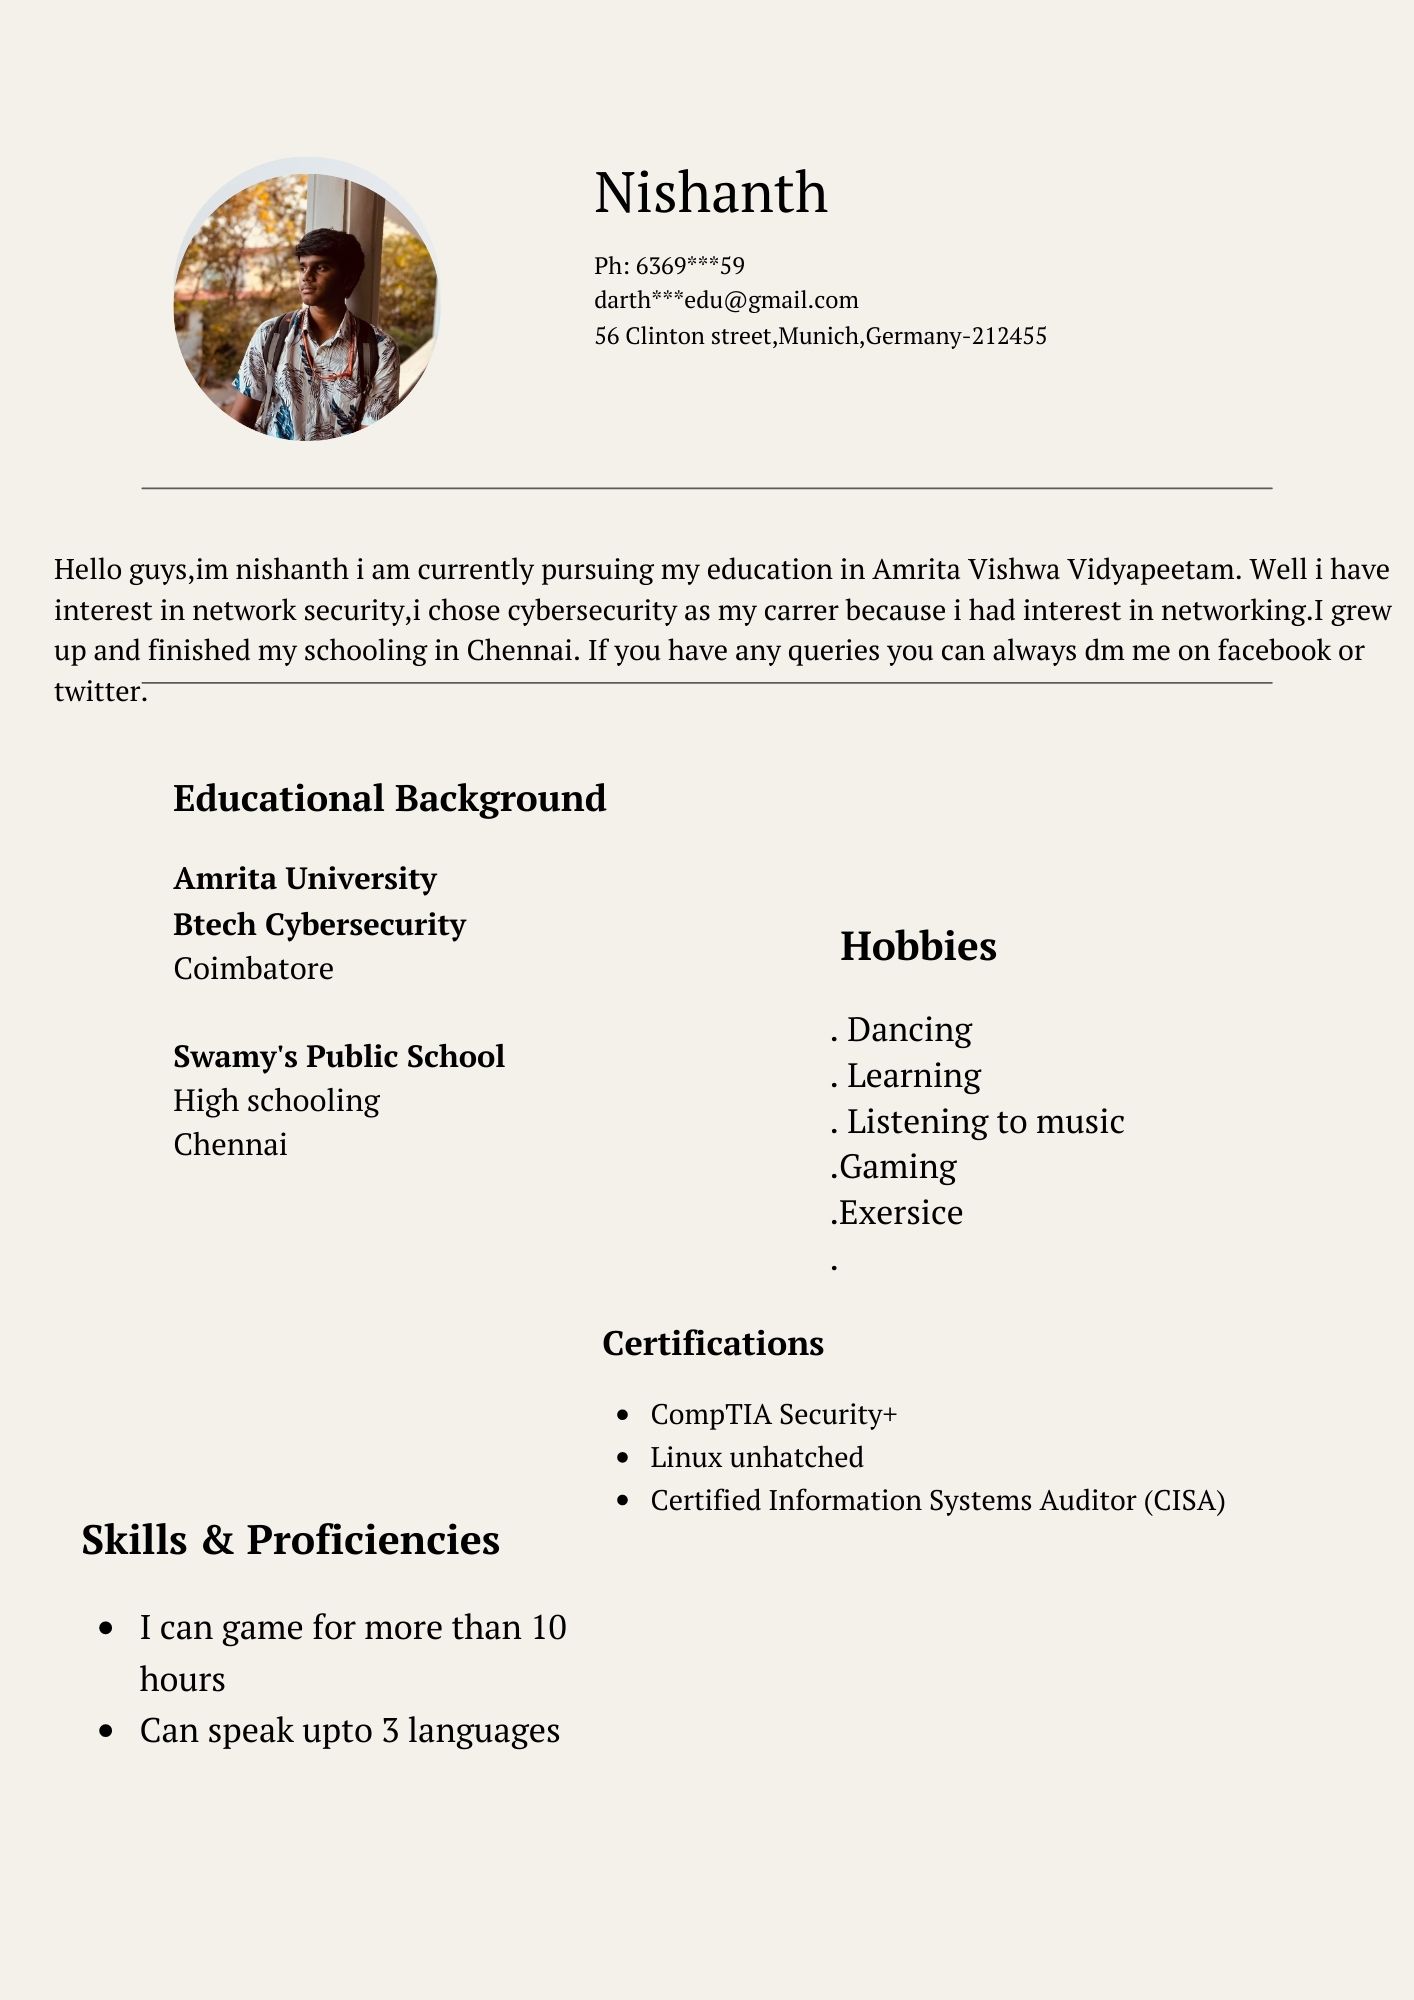 Nishanth
Ph: 6369***59
darth***edu@gmail.com
56 Clinton street,Munich,Germany-212455
Hello guys,im nishanth i am currently pursuing my education in Amrita Vishwa Vidyapeetam. Well i have
interest in network security,i chose cybersecurity as my carrer because i had interest in networking.I grew
up and finished my schooling in Chennai. If you have any queries you can always dm me on facebook or
twitter.
Educational Background
Amrita University
Btech Cybersecurity
Coimbatore
Swamy's Public School
High schooling
Chennai
Hobbies
. Dancing
. Learning
. Listening to music
.Gaming
.Exersice
.
Certifications
• CompTIA Security+
• Linux unhatched
• Certified Information Systems Auditor (CISA)
Skills & Proficiencies
• I can game for more than 10
hours
• Can speak upto 3 languages